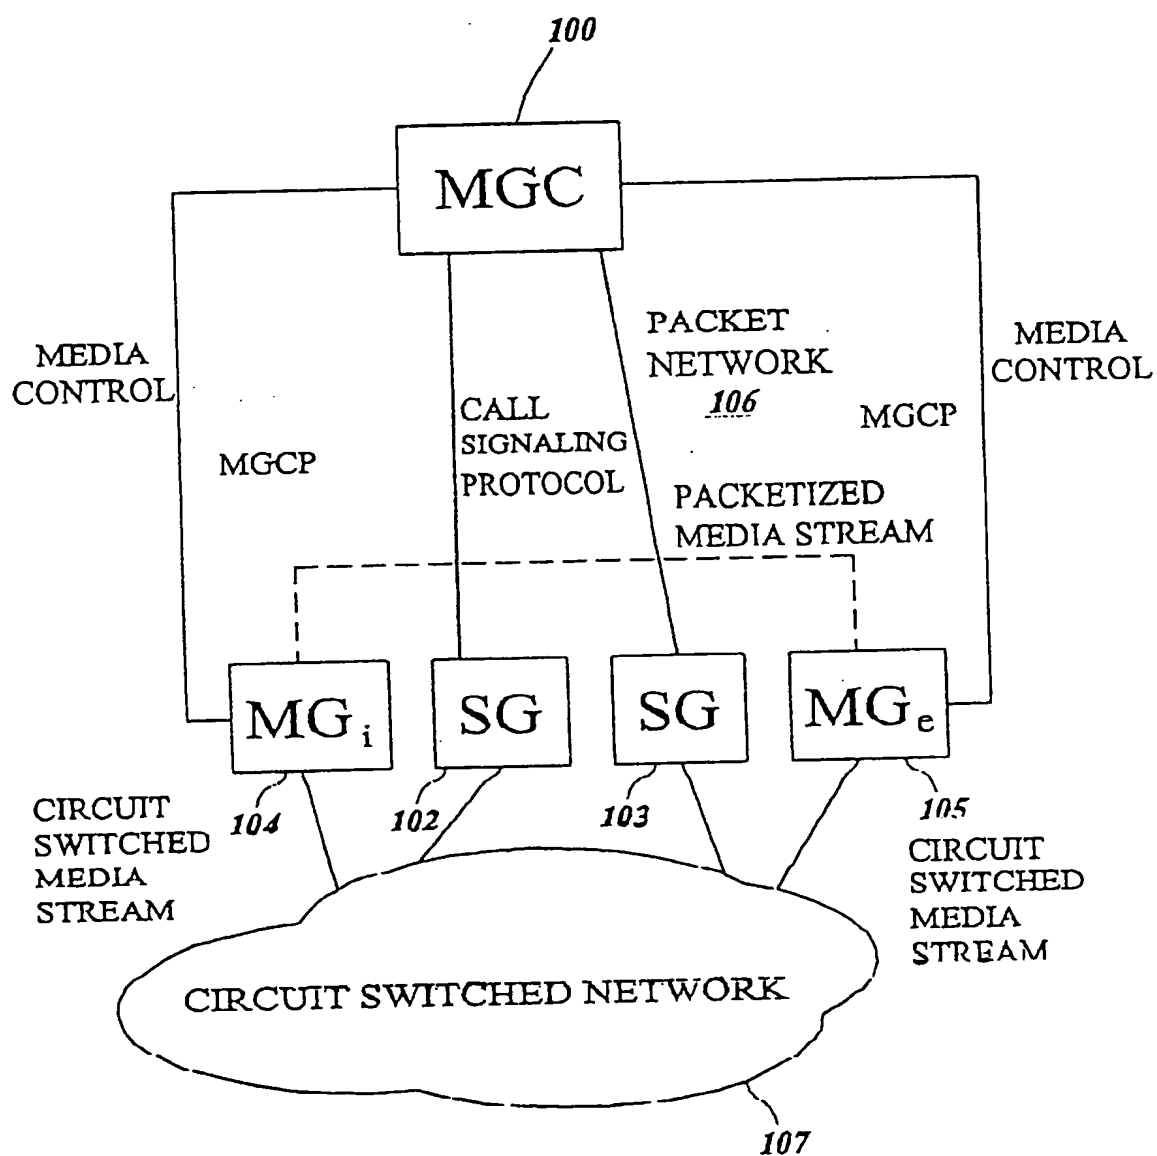 100
MGC
PACKET
NETWORK
106
MEDIA
CONTROL
MEDIA
CONTROL
CALL
SIGNALING
PROTOCOL
MGCP
MGCP
PACKETIZED
MEDIA STREAM
MGi
SG
SG
MGe
104
102
103
105
CIRCUIT
SWITCHED
MEDIA
STREAM
CIRCUIT
SWITCHED
MEDIA
STREAM
CIRCUIT SWITCHED NETWORK
107